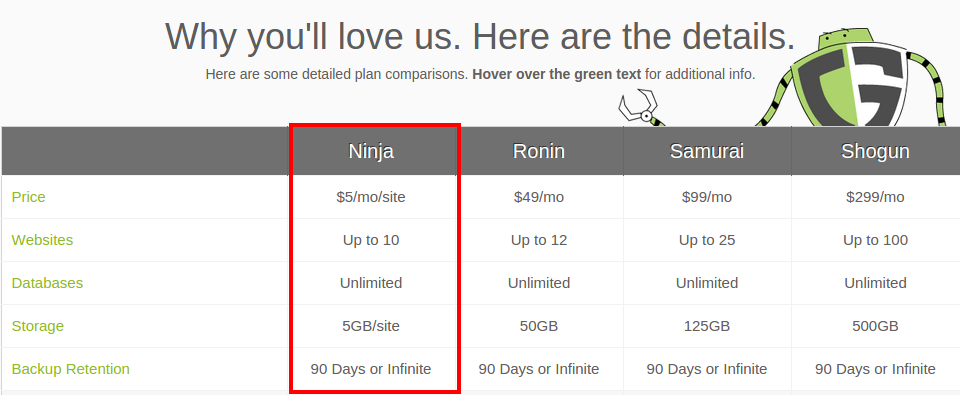 Why you'll love us. Here are the details.
Here are some detailed plan comparisons. Hover over the green text for additional info.
Ninja Ronin Samurai Shogun
Price $5/mo/site $49/mo $99/mo $299/mo
Websites Up to 10 Up to 12 Up to 25 Up to 100
Databases Unlimited Unlimited Unlimited Unlimited
Storage 5GB/site 50GB 125GB 500GB
Backup Retention 90 Days or Infinite 90 Days or Infinite 90 Days or Infinite 90 Days or Infinite